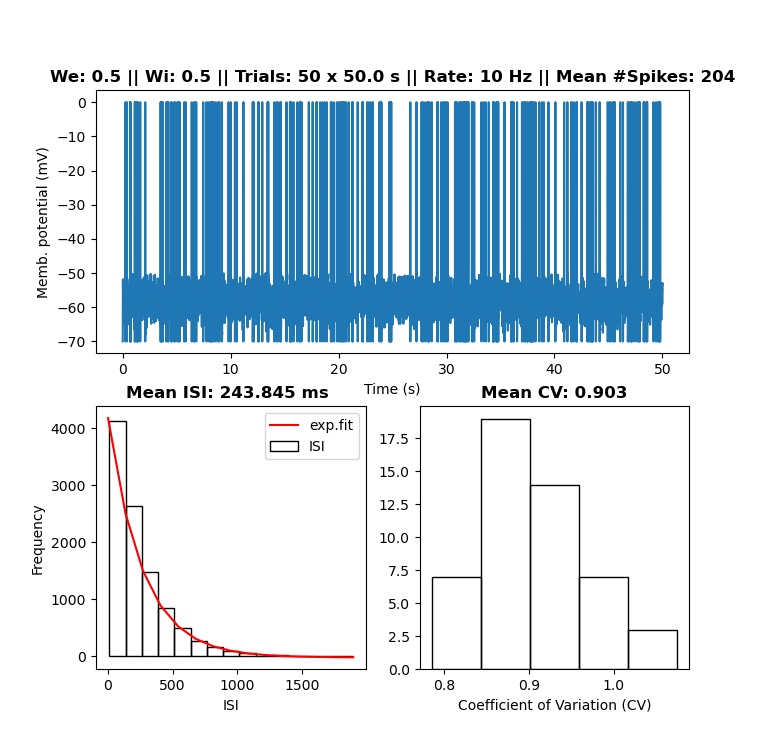 We: 0.5 || Wi: 0.5 || Trials: 50 x 50.0 s || Rate: 10 Hz || Mean #Spikes: 204
0
−10
−20
−30
−40
−50
−60
−70
Memb. potential (mV)
0 10 20 30 40 50
Time (s)
Mean ISI: 243.845 ms
exp.fit
ISI
4000
3000
2000
1000
0
Frequency
0 500 1000 1500
ISI
Mean CV: 0.903
17.5
15.0
12.5
10.0
7.5
5.0
2.5
0.0
0.8 0.9 1.0
Coefficient of Variation (CV)